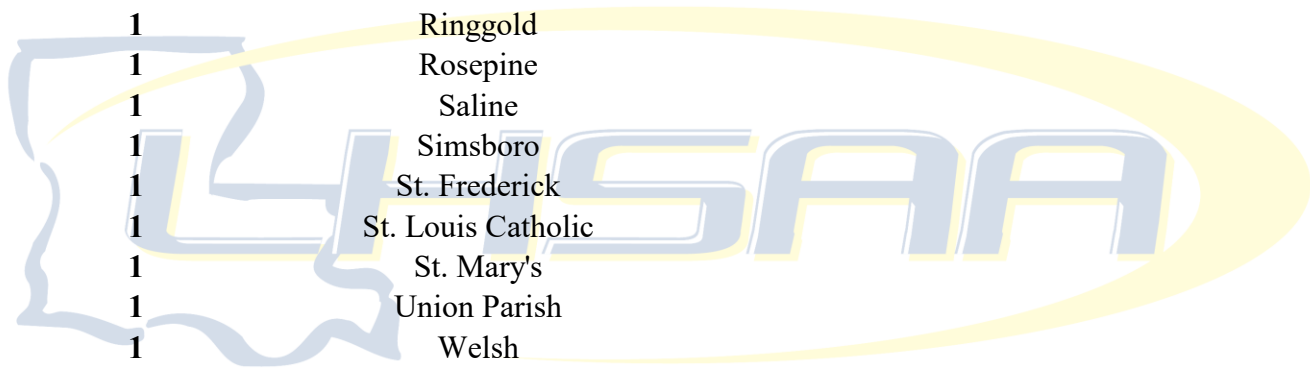 1 Ringgold
1 Rosepine
1 Saline
1 Simsboro
1 St. Frederick
1 St. Louis Catholic
1 St. Mary's
1 Union Parish
1 Welsh
LHSAA